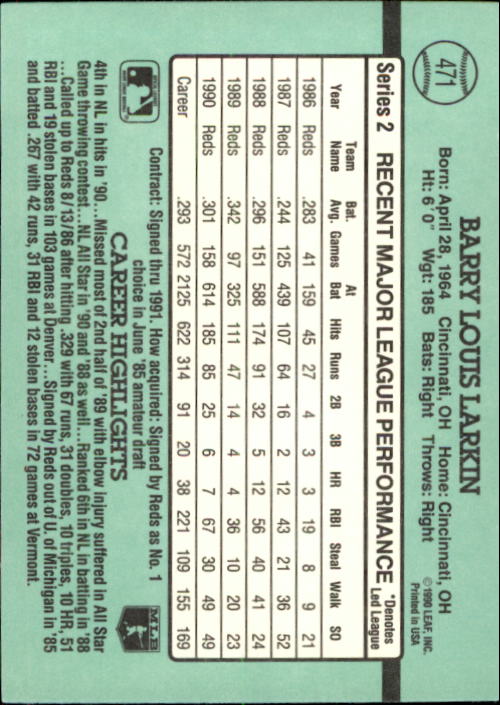 471
BARRY LOUIS LARKIN
Born: April 28, 1964 Cincinnati, OH Home: Cincinnati, OH
Ht: 6' 0" Wgt: 185 Bats: Right Throws: Right
© 1990 LEAF, INC.
Printed in USA
Series 2 RECENT MAJOR LEAGUE PERFORMANCE *Denotes Led League
Year Team Name Bat. Avg. Games At Bat Hits Runs 2B 3B HR RBI Steal Walk SO
1986 Reds .283 41 159 45 27 4 3 3 19 8 9 21
1987 Reds .244 125 439 107 64 16 2 12 43 21 36 52
1988 Reds .296 151 588 174 91 32 5 12 56 40 41 24
1989 Reds .342 97 325 111 47 14 4 4 36 10 20 23
1990 Reds .301 158 614 185 85 25 6 7 67 30 49 49
Career .293 572 2125 622 314 91 20 38 221 109 155 169
Contract: Signed thru 1991. How acquired: Signed by Reds as No. 1
choice in June '85 amateur draft
CAREER HIGHLIGHTS
MLB
4th in NL in hits in '90...Missed most of 2nd half of '89 with elbow injury suffered in All Star
Game throwing contest...NL All Star in '90 and '88 as well...Ranked 6th in NL in batting in '88
...Called up to Reds 8/13/86 after hitting .329 with 67 runs, 31 doubles, 10 triples, 10 HR, 51
RBI and 19 stolen bases in 103 games at Denver...Signed by Reds out of U. of Michigan in '85
and batted .267 with 42 runs, 31 RBI and 12 stolen bases in 72 games at Vermont.